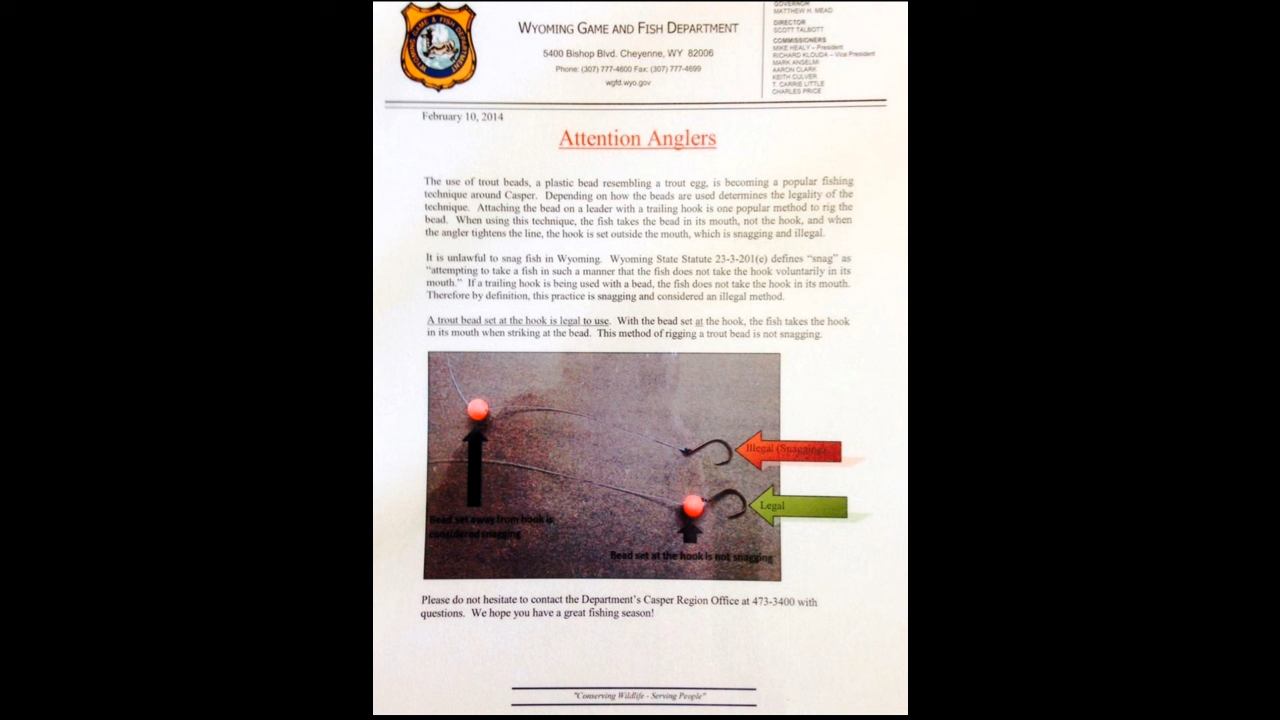 WYOMING GAME AND FISH DEPARTMENT
5400 Bishop Blvd. Cheyenne, WY 82006
Phone: (307) 777-4600 Fax: (307) 777-4699
wgfd.wyo.gov
GOVERNOR
MATTHEW H. MEAD
DIRECTOR
SCOTT TALBOTT
COMMISSIONERS
MIKE HEALY – President
RICHARD KLOUDA – Vice President
MARK ANSELMI
AARON CLARK
KEITH CULVER
T. CARRIE LITTLE
CHARLES PRICE
WYOMING GAME & FISH DEPARTMENT
February 10, 2014
Attention Anglers
The use of trout beads, a plastic bead resembling a trout egg, is becoming a popular fishing
technique around Casper. Depending on how the beads are used determines the legality of the
technique. Attaching the bead on a leader with a trailing hook is one popular method to rig the
bead. When using this technique, the fish takes the bead in its mouth, not the hook, and when
the angler tightens the line, the hook is set outside the mouth, which is snagging and illegal.
It is unlawful to snag fish in Wyoming. Wyoming State Statute 23-3-201(e) defines “snag” as
“attempting to take a fish in such a manner that the fish does not take the hook voluntarily in its
mouth.” If a trailing hook is being used with a bead, the fish does not take the hook in its mouth.
Therefore by definition, this practice is snagging and considered an illegal method.
A trout bead set at the hook is legal to use. With the bead set at the hook, the fish takes the hook
in its mouth when striking at the bead. This method of rigging a trout bead is not snagging.
Illegal (Snagging)
Legal
Bead set away from hook is
considered snagging
Bead set at the hook is not snagging
Please do not hesitate to contact the Department’s Casper Region Office at 473-3400 with
questions. We hope you have a great fishing season!
"Conserving Wildlife - Serving People"